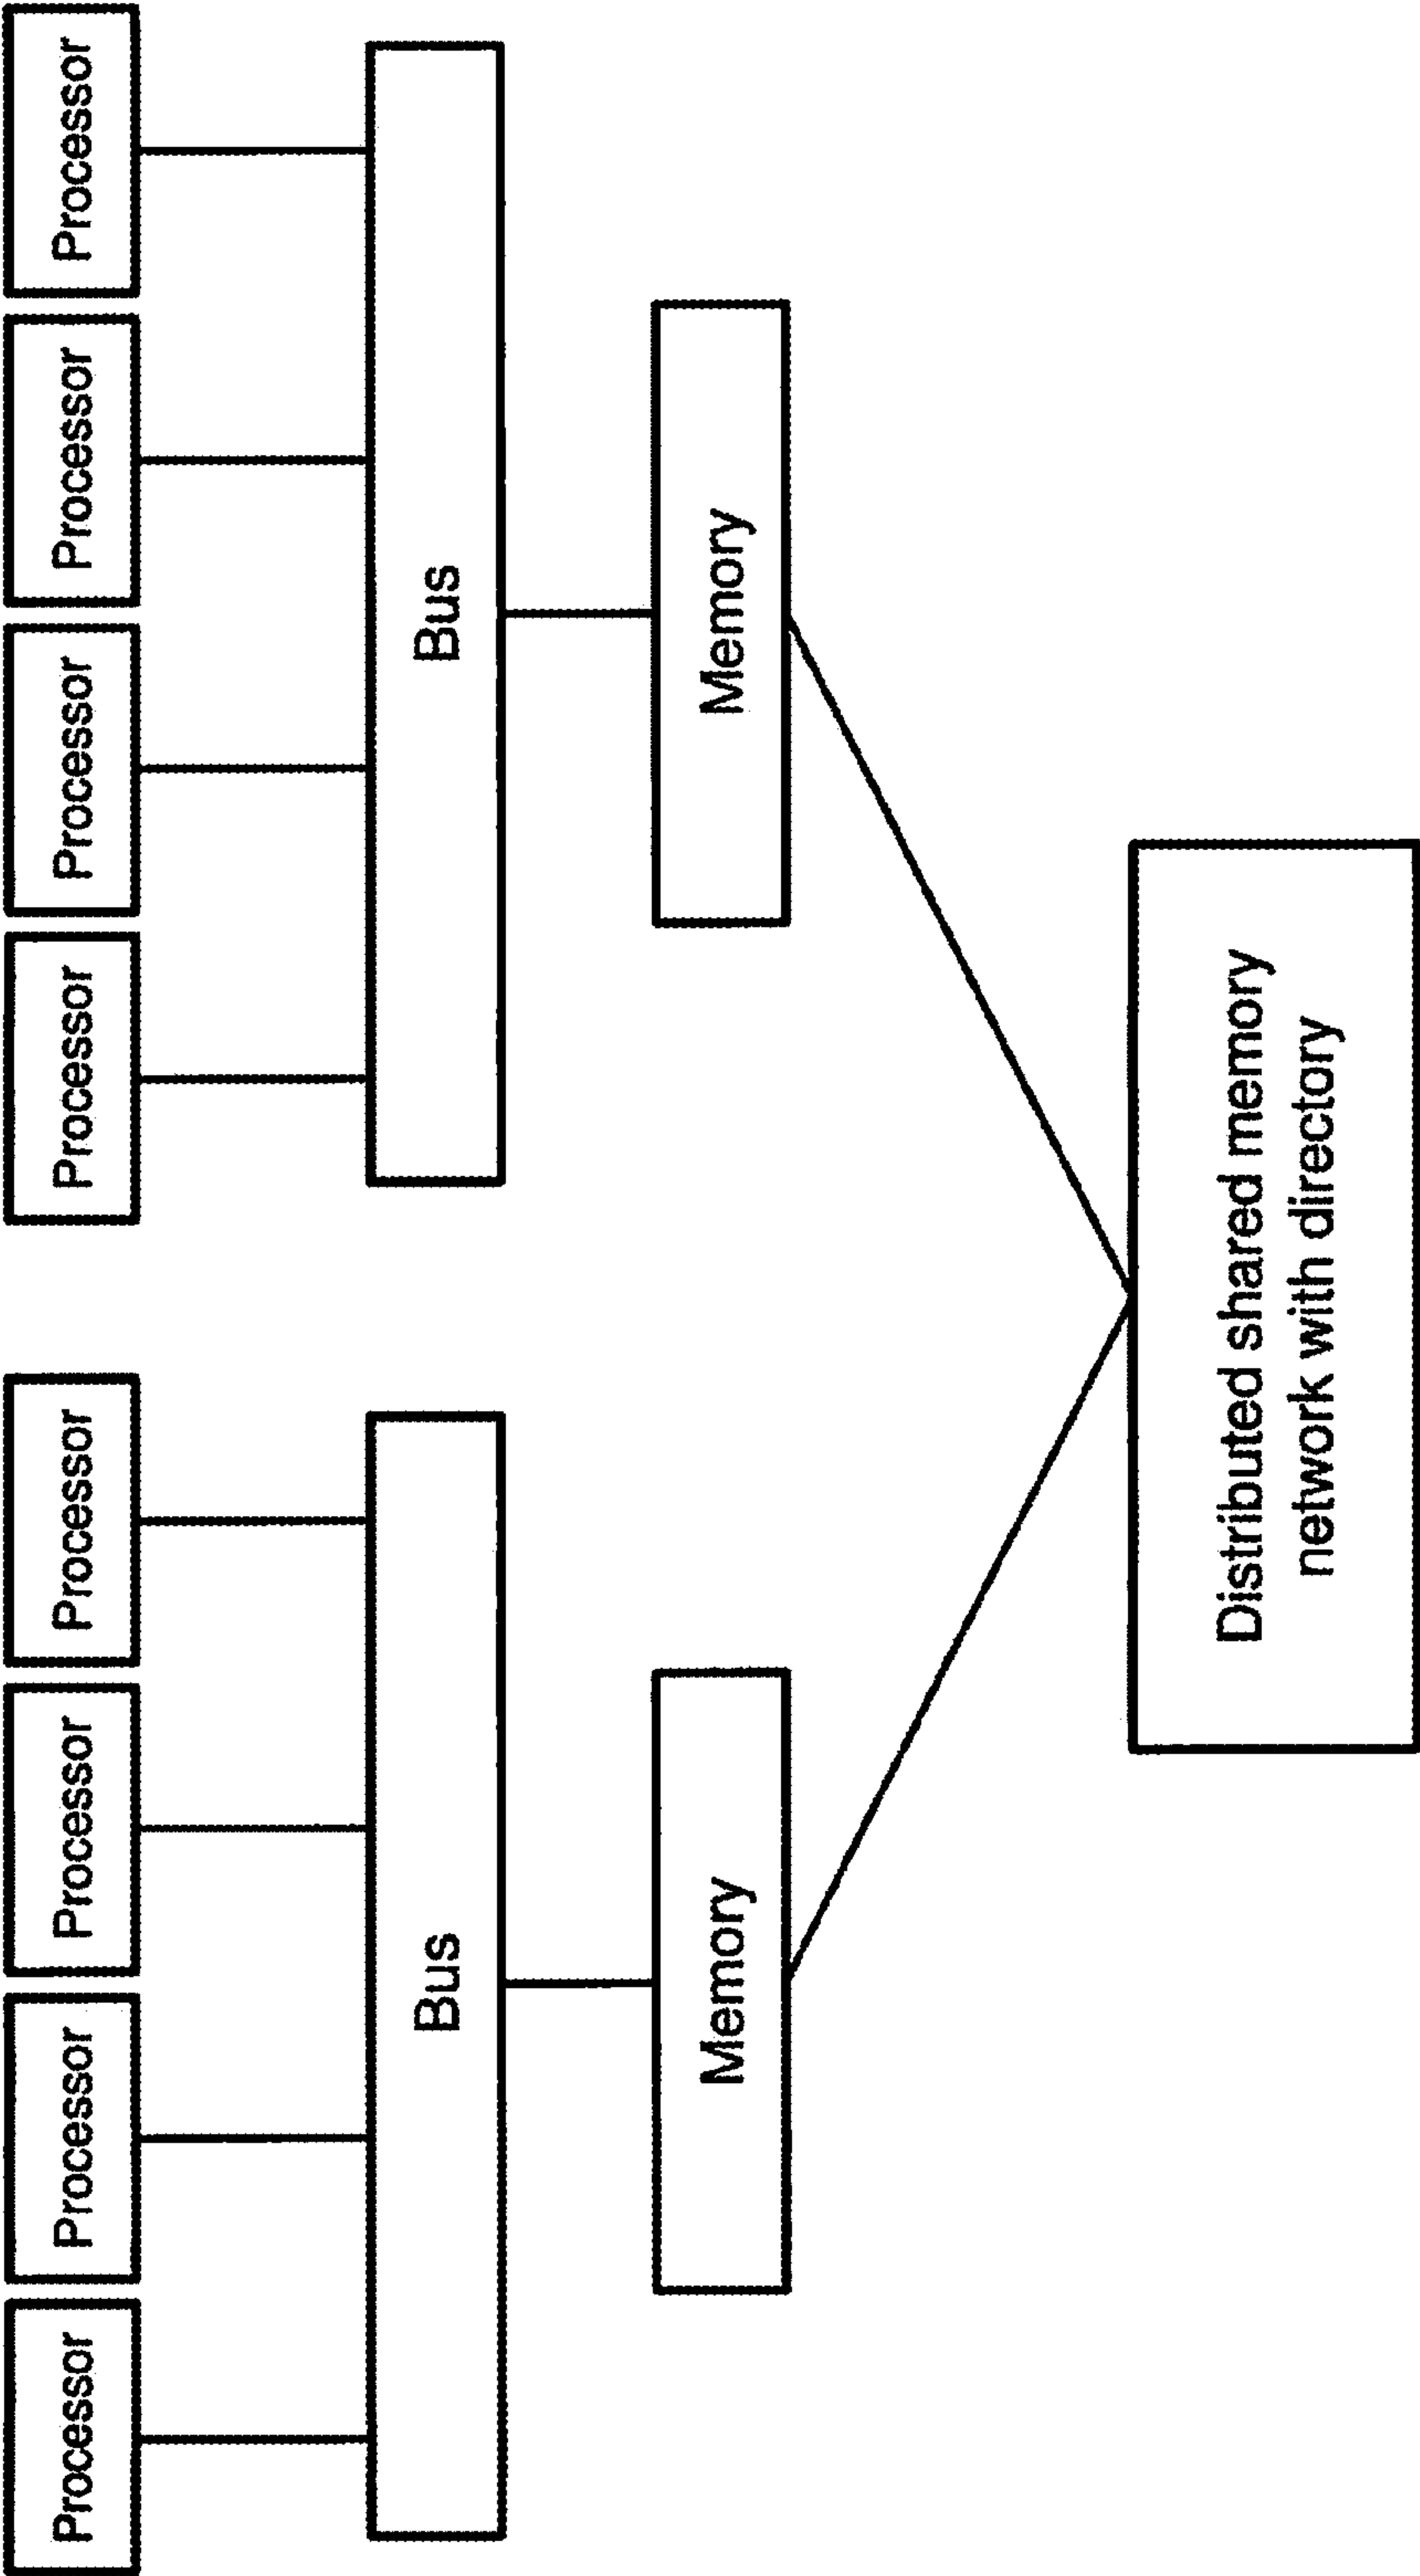 Processor
Processor
Processor
Processor
Processor
Processor
Processor
Processor
Bus
Bus
Memory
Memory
Distributed shared memory
network with directory